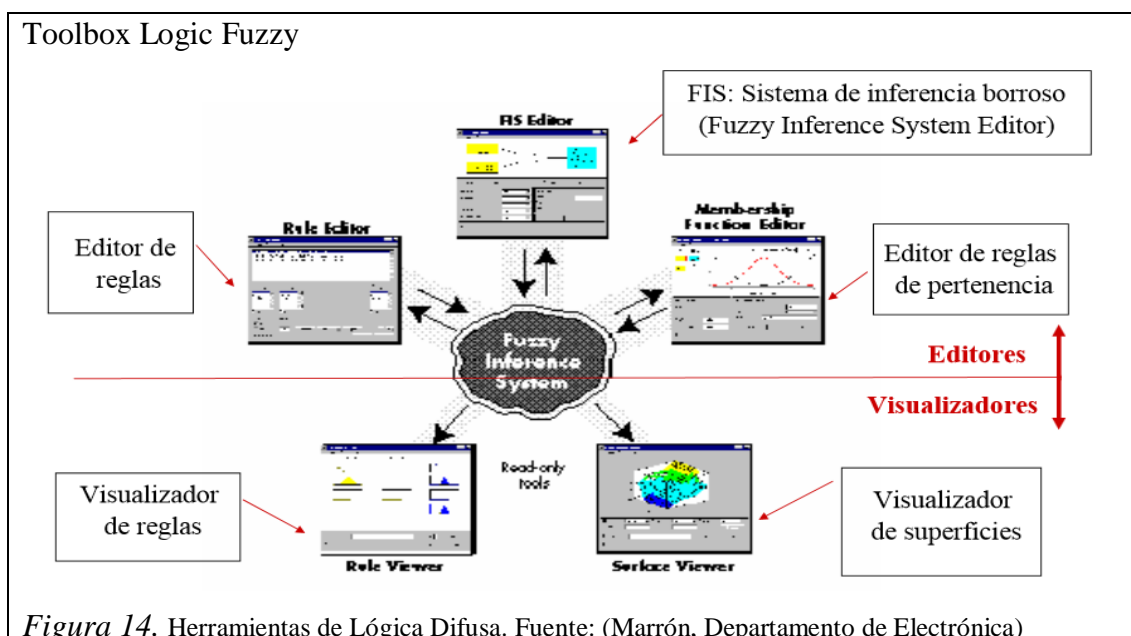 Toolbox Logic Fuzzy
FIS: Sistema de inferencia borroso
(Fuzzy Inference System Editor)
FIS Editor
Rule Editor
Membership
Function Editor
Editor de
reglas
Editor de reglas
de pertenencia
Fuzzy
Inference
System
Editores
Visualizadores
Read-only
tools
Visualizador
de reglas
Visualizador
de superfícies
Rule Viewer
Surface Viewer
Figura 14. Herramientas de Lógica Difusa. Fuente: (Marrón, Departamento de Electrónica)